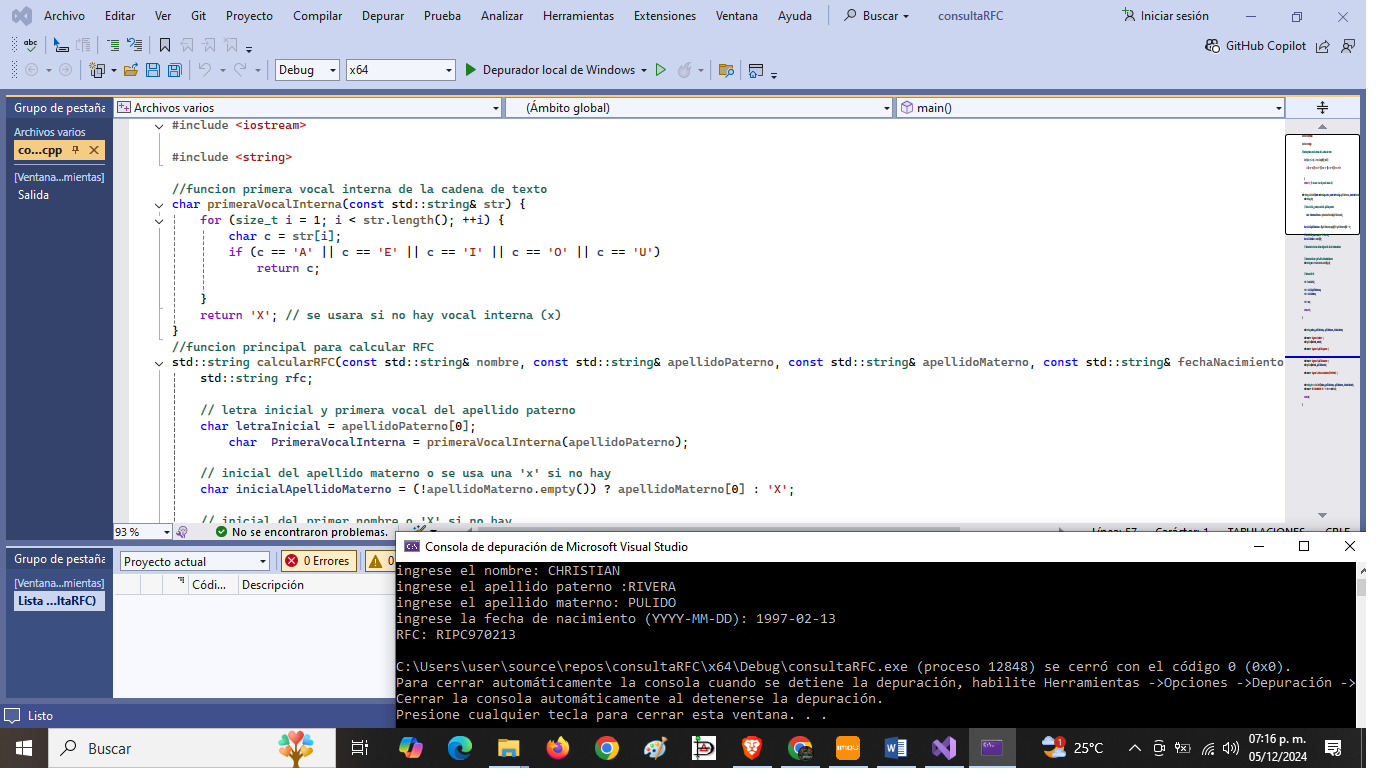 Archivo Editar Ver Git Proyecto Compilar Depurar Prueba Analizar Herramientas Extensiones Ventana Ayuda Buscar consultaRFC Iniciar sesión
abc GitHub Copilot
Debug x64 Depurador local de Windows
Grupo de pestaña Archivos varios (Ámbito global) main()
Archivos varios
co...cpp
[Ventana...mientas]
Salida
#include <iostream>
#include <string>
//funcion primera vocal interna de la cadena de texto
char primeraVocalInterna(const std::string& str) {
for (size_t i = 1; i < str.length(); ++i) {
char c = str[i];
if (c == 'A' || c == 'E' || c == 'I' || c == 'O' || c == 'U')
return c;
}
return 'X'; // se usara si no hay vocal interna (x)
}
//funcion principal para calcular RFC
std::string calcularRFC(const std::string& nombre, const std::string& apellidoPaterno, const std::string& apellidoMaterno, const std::string& fechaNacimiento
std::string rfc;
// letra inicial y primera vocal del apellido paterno
char letraInicial = apellidoPaterno[0];
char PrimeraVocalInterna = primeraVocalInterna(apellidoPaterno);
// inicial del apellido materno o se usa una 'x' si no hay
char inicialApellidoMaterno = (!apellidoMaterno.empty()) ? apellidoMaterno[0] : 'X';
// inicial del primer nombre o 'X' si no hay
93 % No se encontraron problemas. Línea: 57 Carácter: 1 TABULACIONES CRLF
Grupo de pestaña
[Ventana...mientas]
Lista ...ltaRFC)
Proyecto actual 0 Errores 0
Códi... Descripción
Consola de depuración de Microsoft Visual Studio
ingrese el nombre: CHRISTIAN
ingrese el apellido paterno :RIVERA
ingrese el apellido materno: PULIDO
ingrese la fecha de nacimiento (YYYY-MM-DD): 1997-02-13
RFC: RIPC970213
C:\Users\user\source\repos\consultaRFC\x64\Debug\consultaRFC.exe (proceso 12848) se cerró con el código 0 (0x0).
Para cerrar automáticamente la consola cuando se detiene la depuración, habilite Herramientas ->Opciones ->Depuración ->
Cerrar la consola automáticamente al detenerse la depuración.
Presione cualquier tecla para cerrar esta ventana. . .
Listo
Buscar imou 1 25°C 07:16 p. m.
05/12/2024